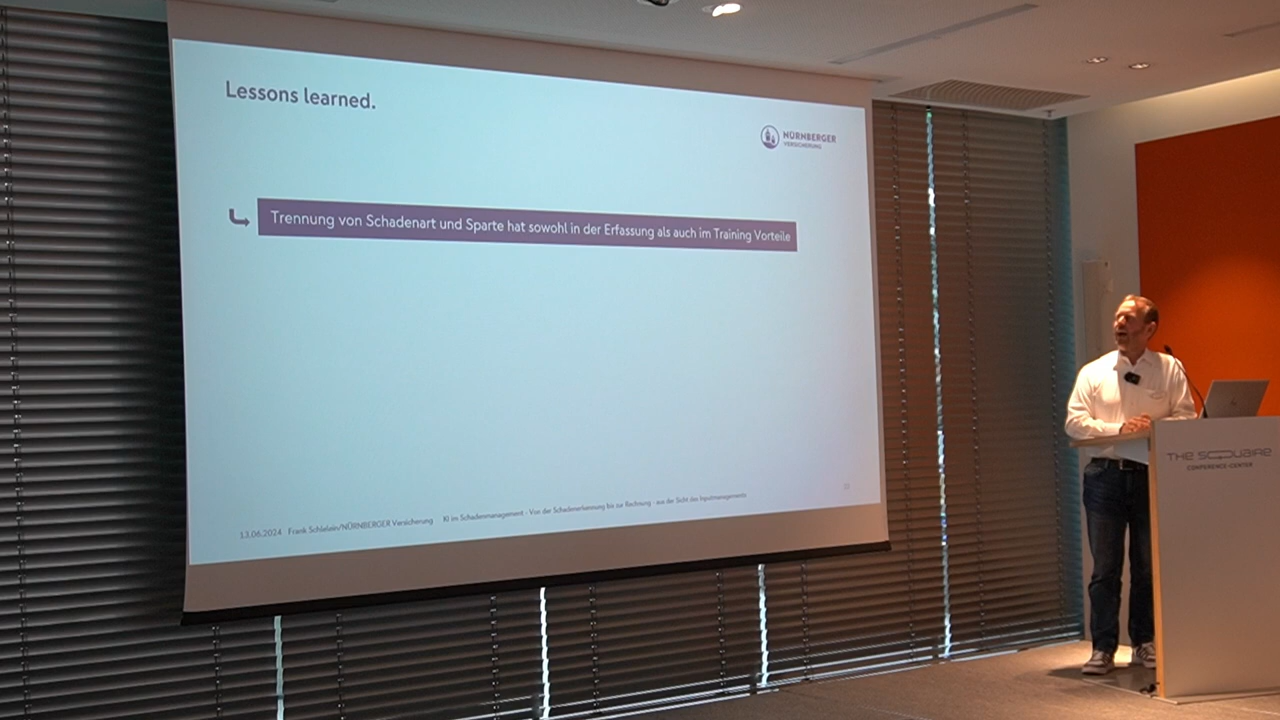 Lessons learned.
NÜRNBERGER
VERSICHERUNG
Trennung von Schadenart und Sparte hat sowohl in der Erfassung als auch im Training Vorteile
13.06.2024 Frank Schlelein/NÜRNBERGER Versicherung KI im Schadenmanagement - Von der Schadenerkennung bis zur Rechnung - aus der Sicht des Inputmanagements
THE SQUAIRE
CONFERENCE-CENTER